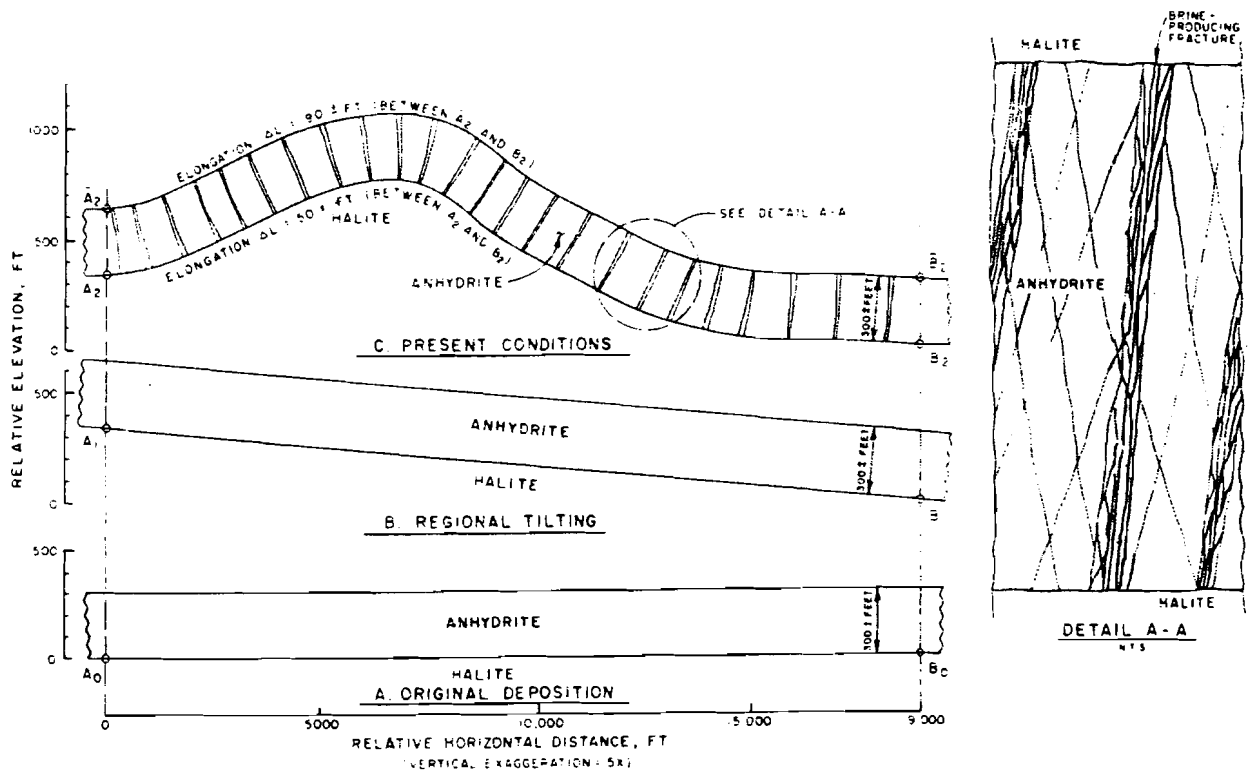 BRINE-
PRODUCING
FRACTURE
HALITE
ANHYDRITE
HALITE
DETAIL A-A
NTS
RELATIVE ELEVATION, FT
1000
500
0
ELONGATION ΔL = 90 ± FT (BETWEEN A2 AND B2)
ELONGATION ΔL = 50 ± FT (BETWEEN A2 AND B2)
HALITE
ANHYDRITE
SEE DETAIL A-A
A2
A2
B2
300± FEET
C. PRESENT CONDITIONS
500
0
A1
ANHYDRITE
HALITE
300± FEET
B. REGIONAL TILTING
500
0
ANHYDRITE
300± FEET
A0
HALITE
A. ORIGINAL DEPOSITION
0
5000
10,000
15,000
RELATIVE HORIZONTAL DISTANCE, FT
(VERTICAL EXAGGERATION: 5X)